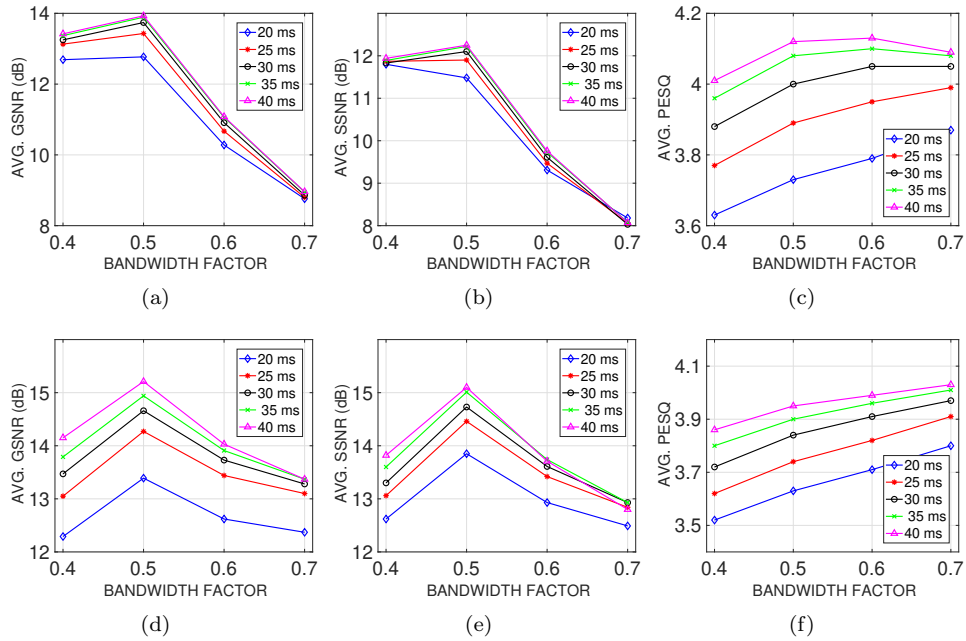 14
12
10
8
AVG. GSNR (dB)
0.4 0.5 0.6 0.7
BANDWIDTH FACTOR
20 ms
25 ms
30 ms
35 ms
40 ms
(a)
12
11
10
9
8
AVG. SSNR (dB)
0.4 0.5 0.6 0.7
BANDWIDTH FACTOR
20 ms
25 ms
30 ms
35 ms
40 ms
(b)
4.2
4
3.8
3.6
AVG. PESQ
0.4 0.5 0.6 0.7
BANDWIDTH FACTOR
20 ms
25 ms
30 ms
35 ms
40 ms
(c)
15
14
13
12
AVG. GSNR (dB)
0.4 0.5 0.6 0.7
BANDWIDTH FACTOR
20 ms
25 ms
30 ms
35 ms
40 ms
(d)
15
14
13
12
AVG. SSNR (dB)
0.4 0.5 0.6 0.7
BANDWIDTH FACTOR
20 ms
25 ms
30 ms
35 ms
40 ms
(e)
4.1
3.9
3.7
3.5
AVG. PESQ
0.4 0.5 0.6 0.7
BANDWIDTH FACTOR
20 ms
25 ms
30 ms
35 ms
40 ms
(f)